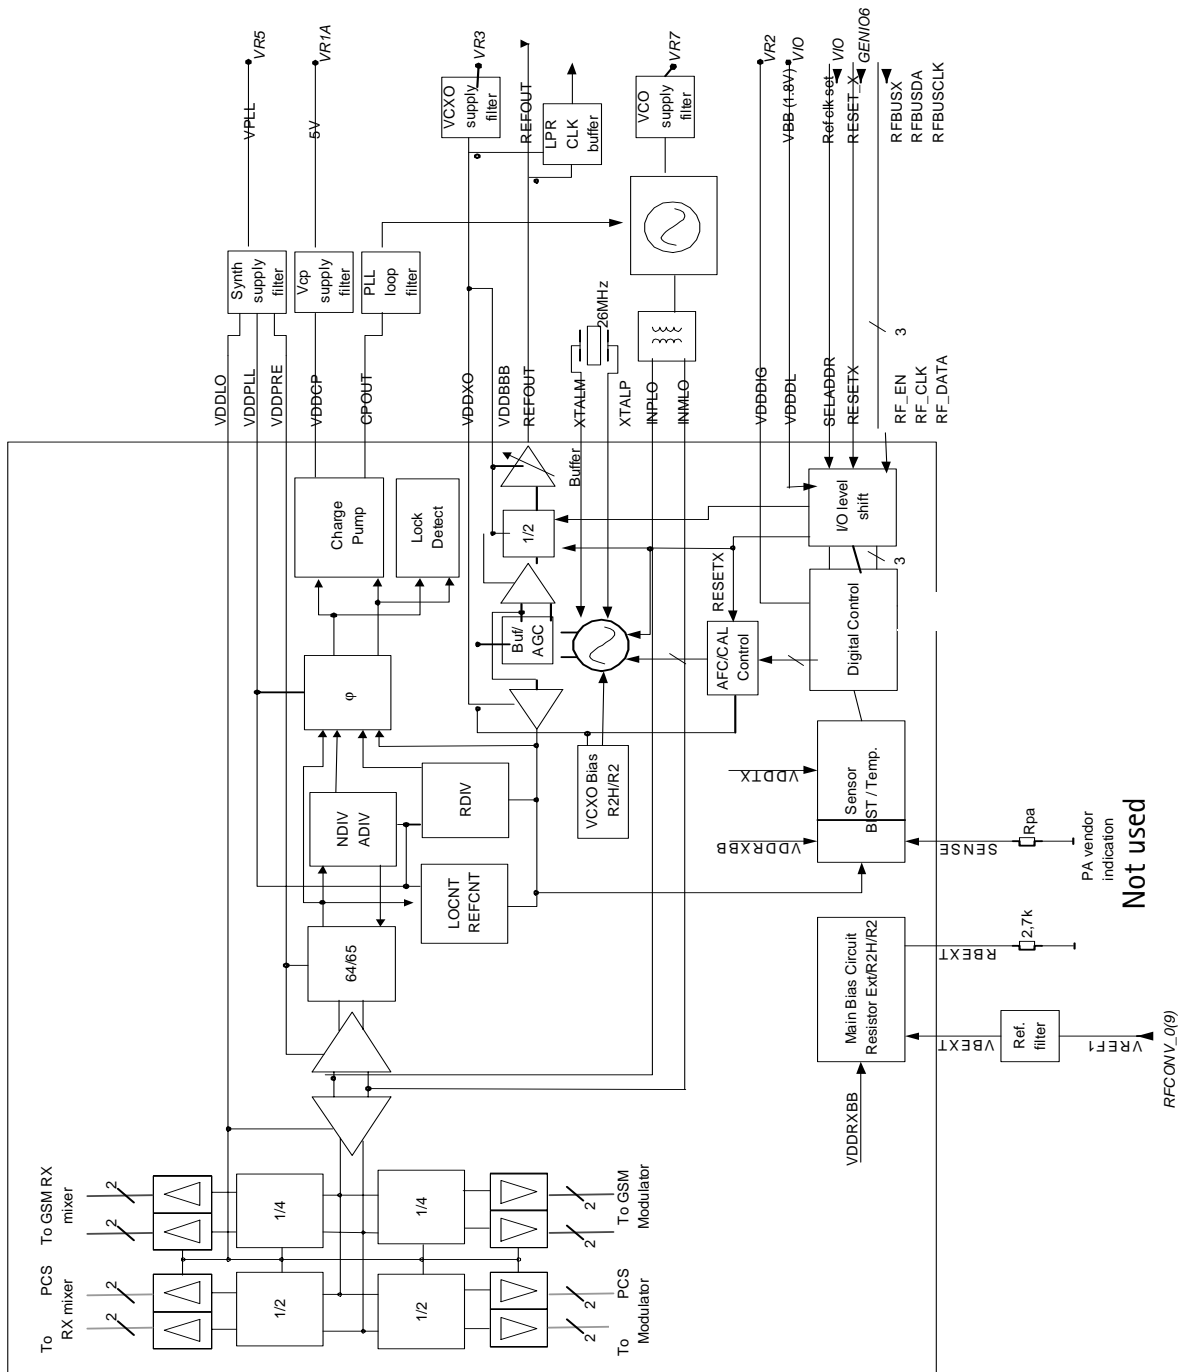 VR5
VR1A
VR3
VR7
VR2
VIO
VIO
GENIO6
VPLL
5V
VCXO
supply
filter
REFOUT
LPR
CLK
buffer
VCO
supply
filter
VBB (1.8V)
Ref clk set
RESET_X
RFBUSX
RFBUSDA
RFBUSCLK
Synth
supply
filter
Vcp
supply
filter
PLL
loop
filter
26MHz
3
VDDLO
VDDPLL
VDDPRE
VDDCP
CPOUT
VDDXO
VDDBBB
REFOUT
XTALM
XTALP
INPLO
INMLO
VDDDIG
VDDDL
SELADDR
RESETX
RF_EN
RF_CLK
RF_DATA
Charge
Pump
Lock
Detect
Buffer
1/2
I/O level
shift
3
RESETX
Buf/
AGC
AFC/CAL
Control
Digital Control
φ
VCXO Bias
R2H/R2
NDIV
ADIV
RDIV
LOCNT
REFCNT
64/65
VDDTX
VDDRXBB
Sensor
BIST / Temp.
SENSE
Rpa
PA vendor
indication
Not used
Main Bias Circuit
Resistor Ext/R2H/R2
RBEXT
2,7k
VBEXT
Ref.
filter
VREF1
RFCONV_0(9)
VDDRXBB
To GSM RX
mixer
2
2
1/4
1/4
2
2
To GSM
Modulator
PCS
To
RX mixer
2
2
1/2
1/2
2
2
PCS
To
Modulator